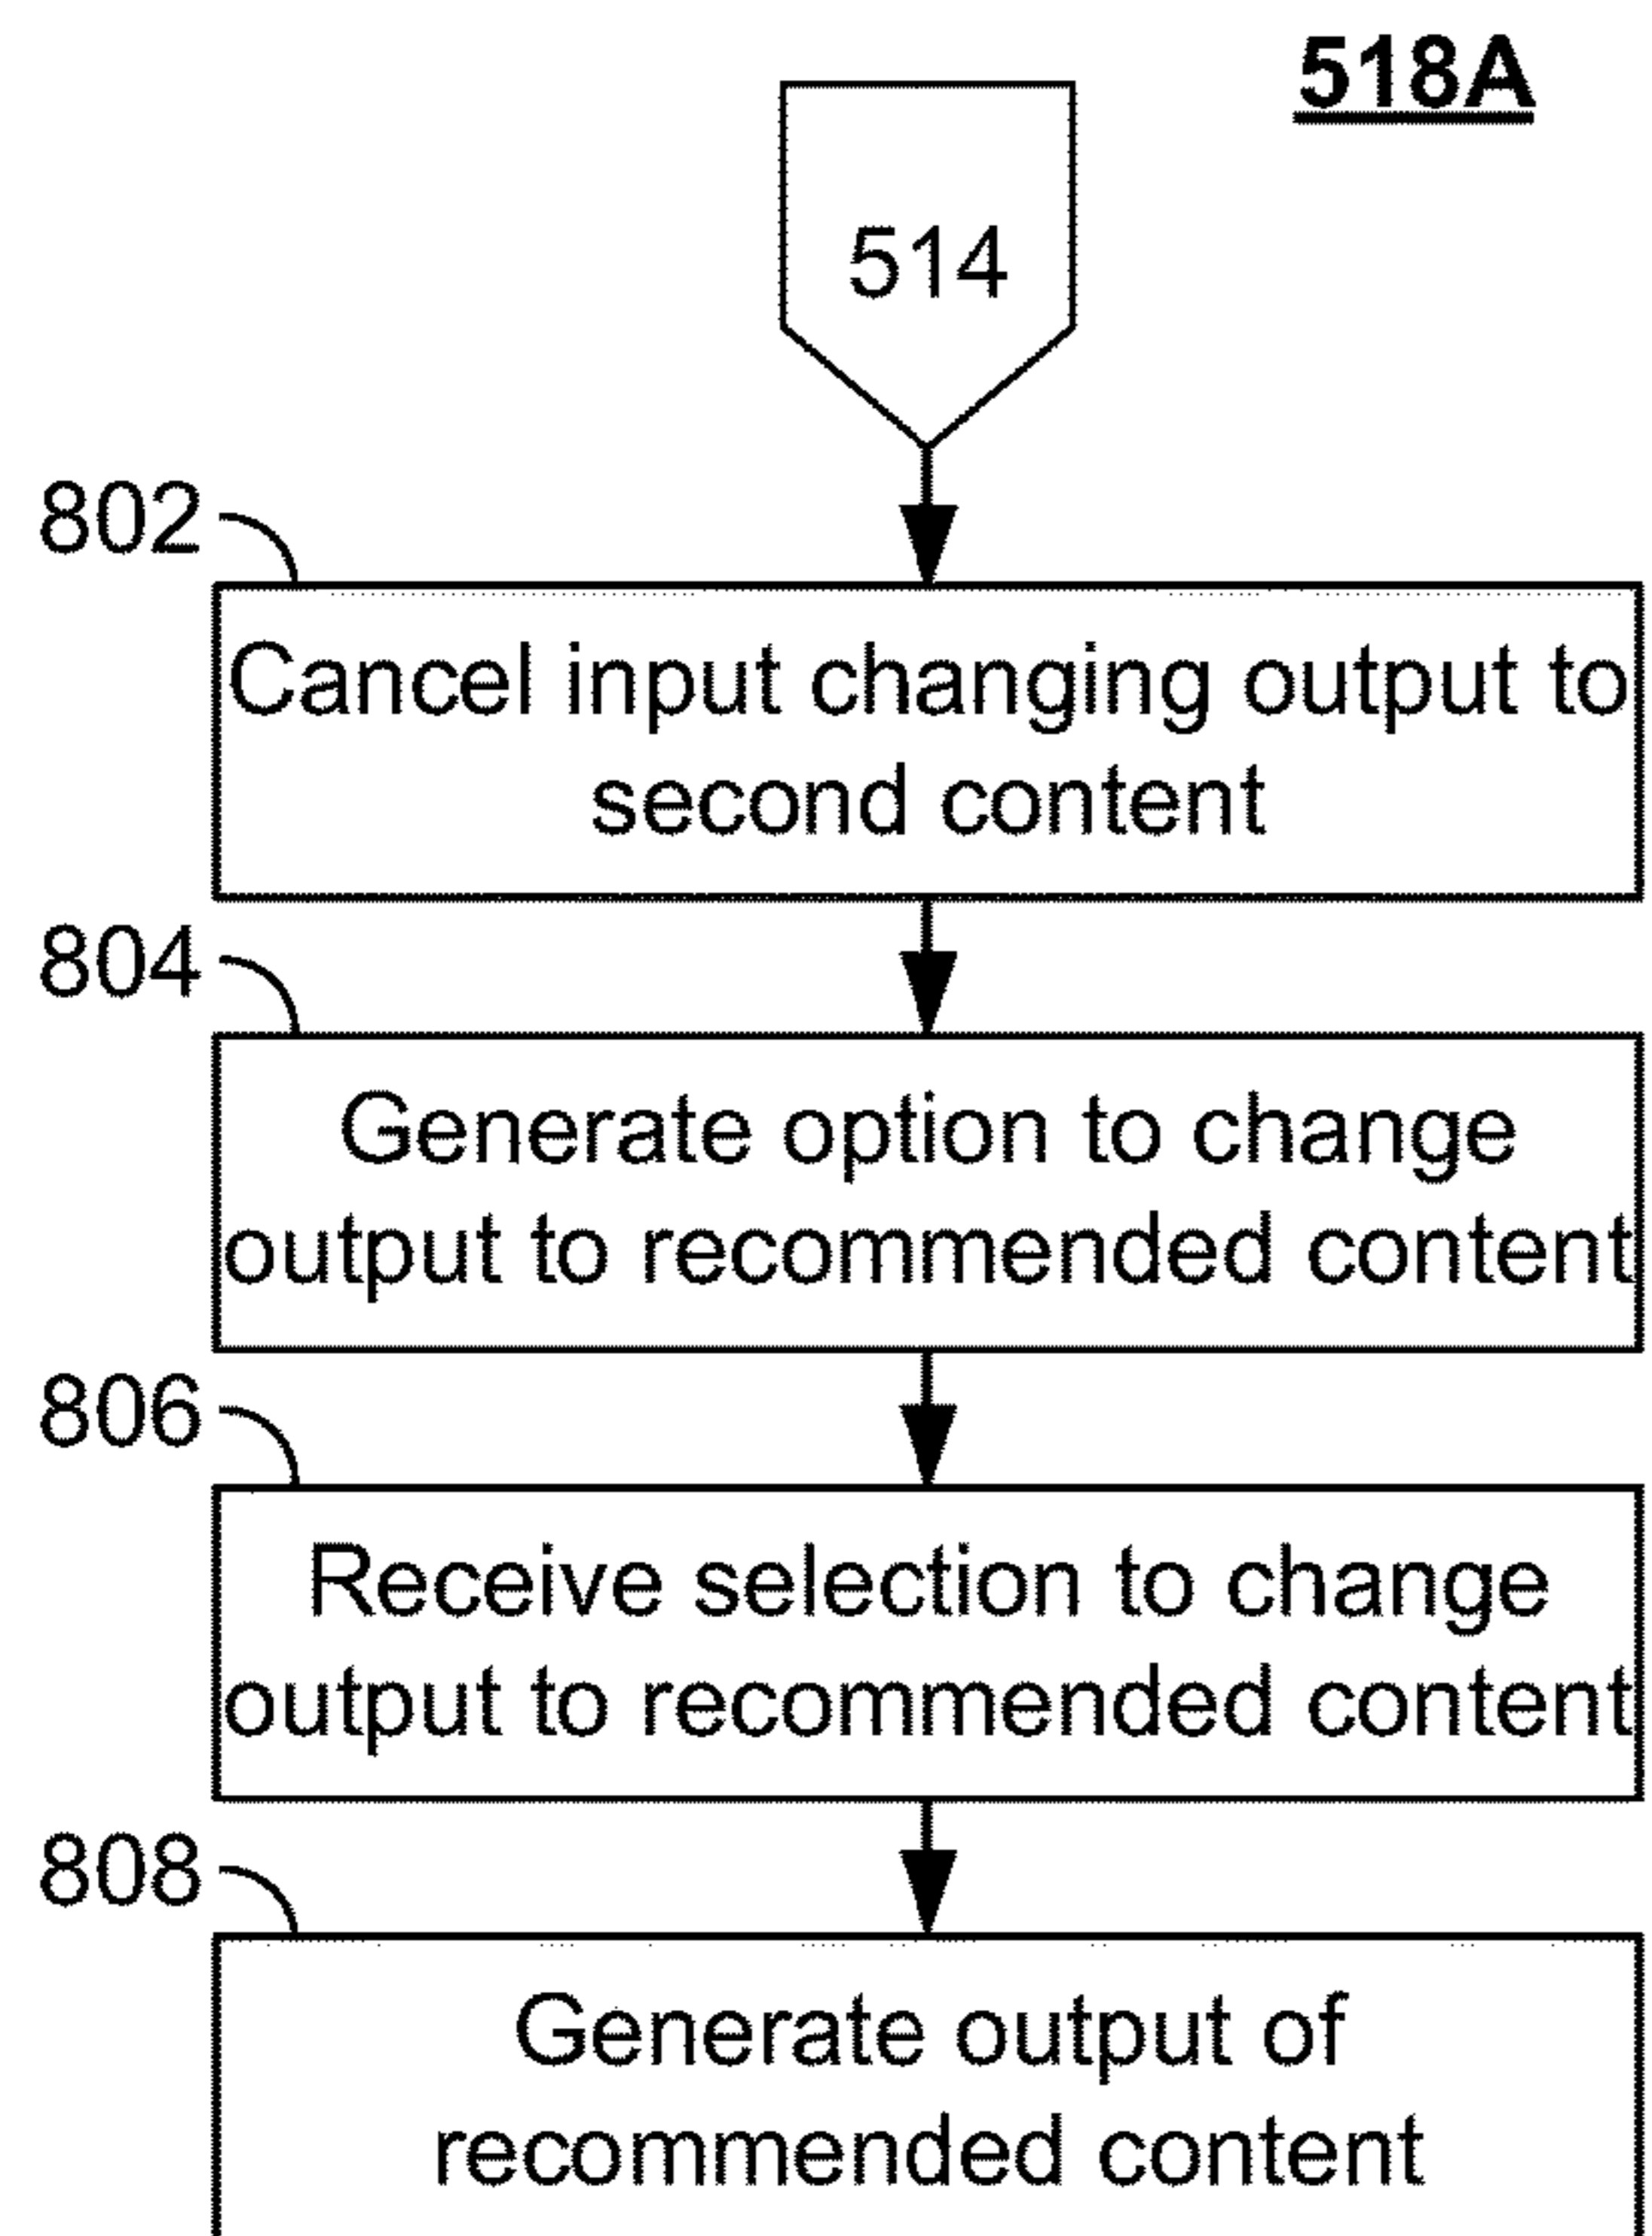 518A
514
802
Cancel input changing output to
second content
804
Generate option to change
output to recommended content
806
Receive selection to change
output to recommended content
808
Generate output of
recommended content